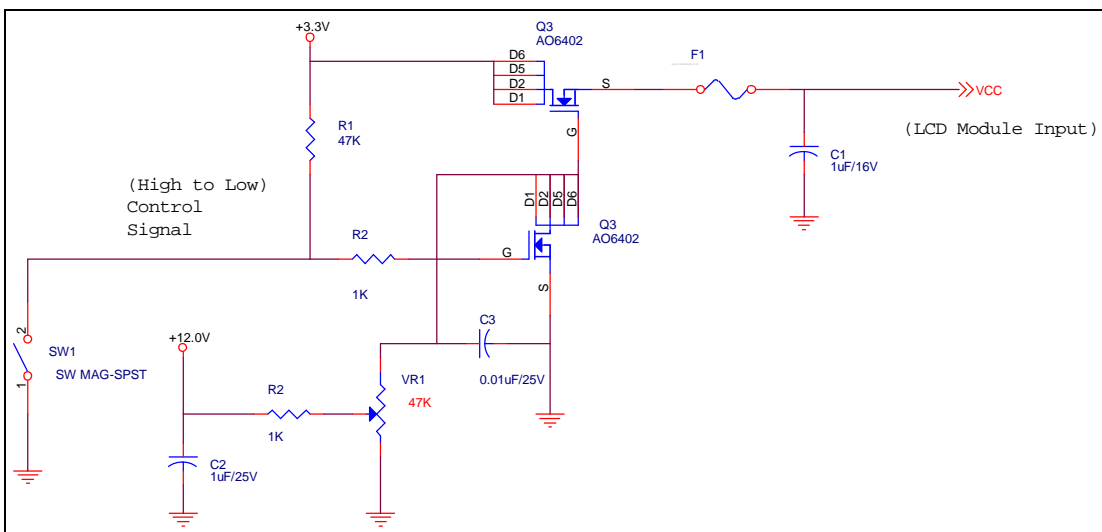 +3.3V
Q3
AO6402
D6
D5
D2
D1
S
G
F1
VCC
(LCD Module Input)
C1
1uF/16V
R1
47K
(High to Low)
Control
Signal
D1
D2
D5
D6
Q3
AO6402
R2
1K
G
S
2
SW1
SW MAG-SPST
1
+12.0V
C3
0.01uF/25V
R2
1K
VR1
47K
C2
1uF/25V